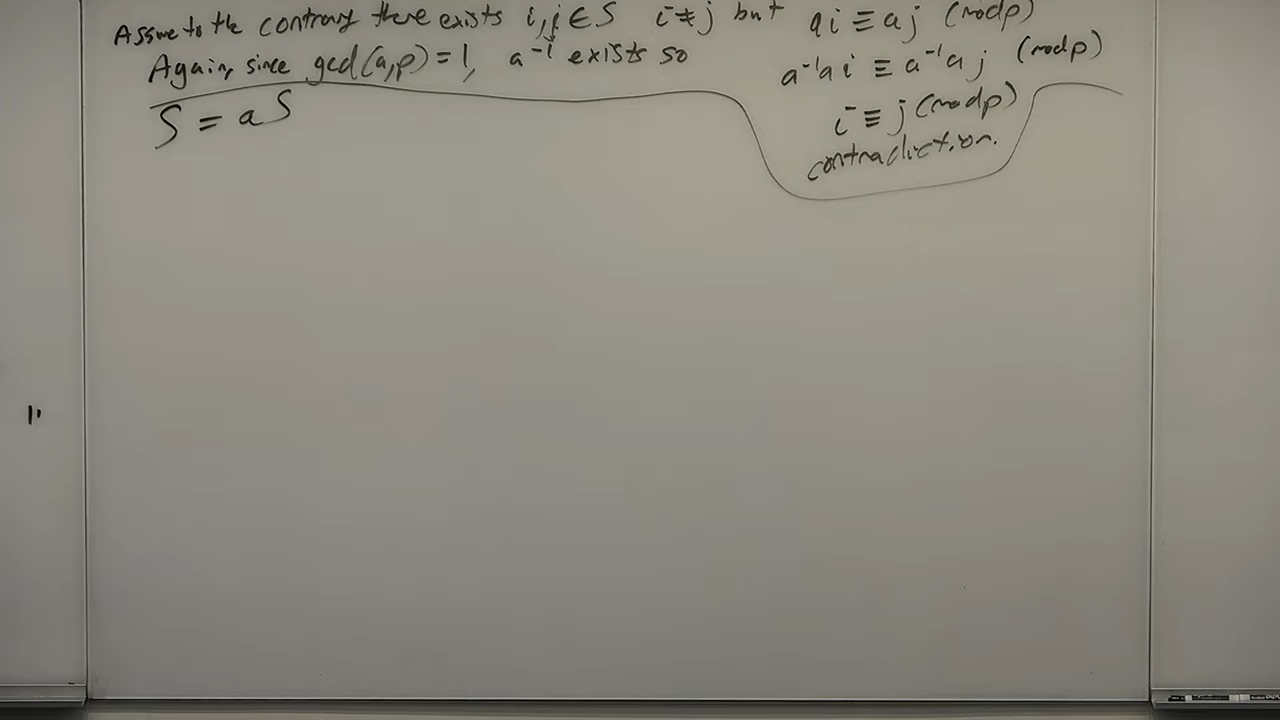 Assume to the contrary there exists i, j ∈ S i ≠ j but ai ≡ aj (mod p)
Again, since gcd(a,p) = 1, a⁻¹ exists so a⁻¹ai ≡ a⁻¹aj (mod p)
i ≡ j (mod p)
contradiction.
S = aS